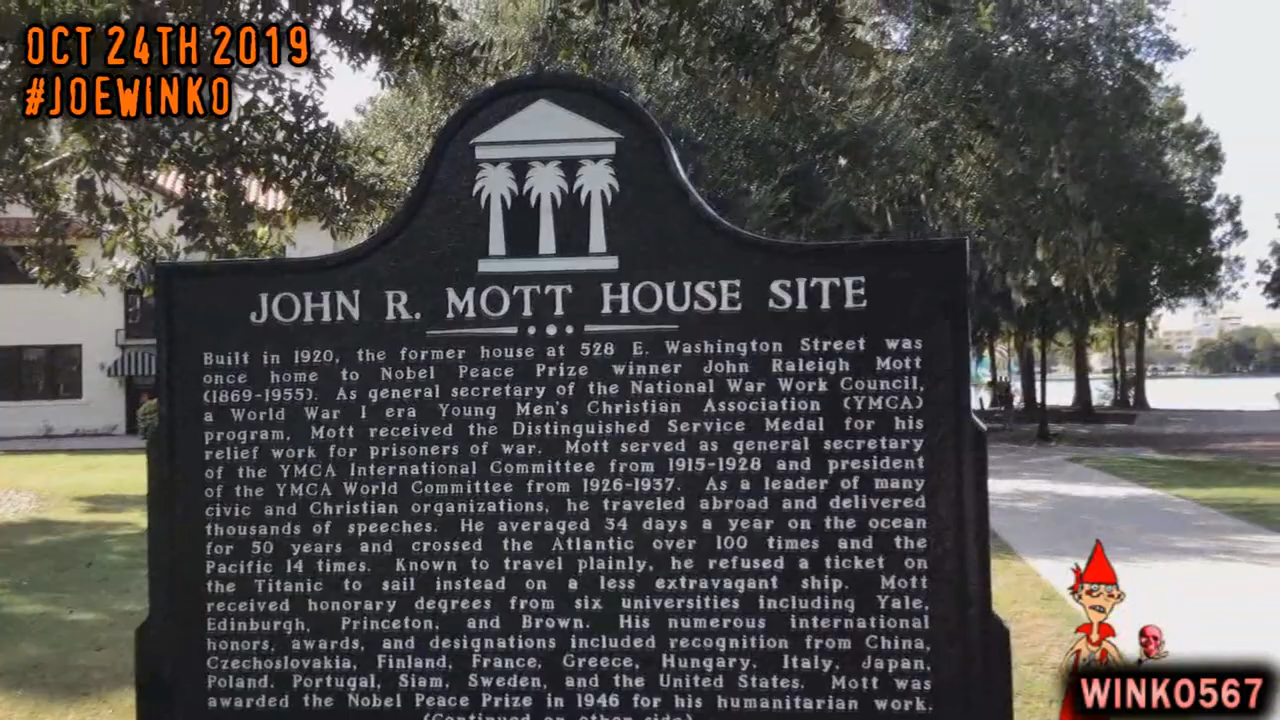 OCT 24TH 2019
#JOEWINKO
JOHN R. MOTT HOUSE SITE
Built in 1920, the former house at 528 E. Washington Street was
once home to Nobel Peace Prize winner John Raleigh Mott
(1869-1955). As general secretary of the National War Work Council,
a World War I era Young Men's Christian Association (YMCA)
program, Mott received the Distinguished Service Medal for his
relief work for prisoners of war. Mott served as general secretary
of the YMCA International Committee from 1915-1928 and president
of the YMCA World Committee from 1926-1937. As a leader of many
civic and Christian organizations, he traveled abroad and delivered
thousands of speeches. He averaged 34 days a year on the ocean
for 50 years and crossed the Atlantic over 100 times and the
Pacific 14 times. Known to travel plainly, he refused a ticket on
the Titanic to sail instead on a less extravagant ship. Mott
received honorary degrees from six universities including Yale,
Edinburgh, Princeton, and Brown. His numerous international
honors, awards, and designations included recognition from China,
Czechoslovakia, Finland, France, Greece, Hungary, Italy, Japan,
Poland, Portugal, Siam, Sweden, and the United States. Mott was
awarded the Nobel Peace Prize in 1946 for his humanitarian work.
(Continued on other side)
WINKO567